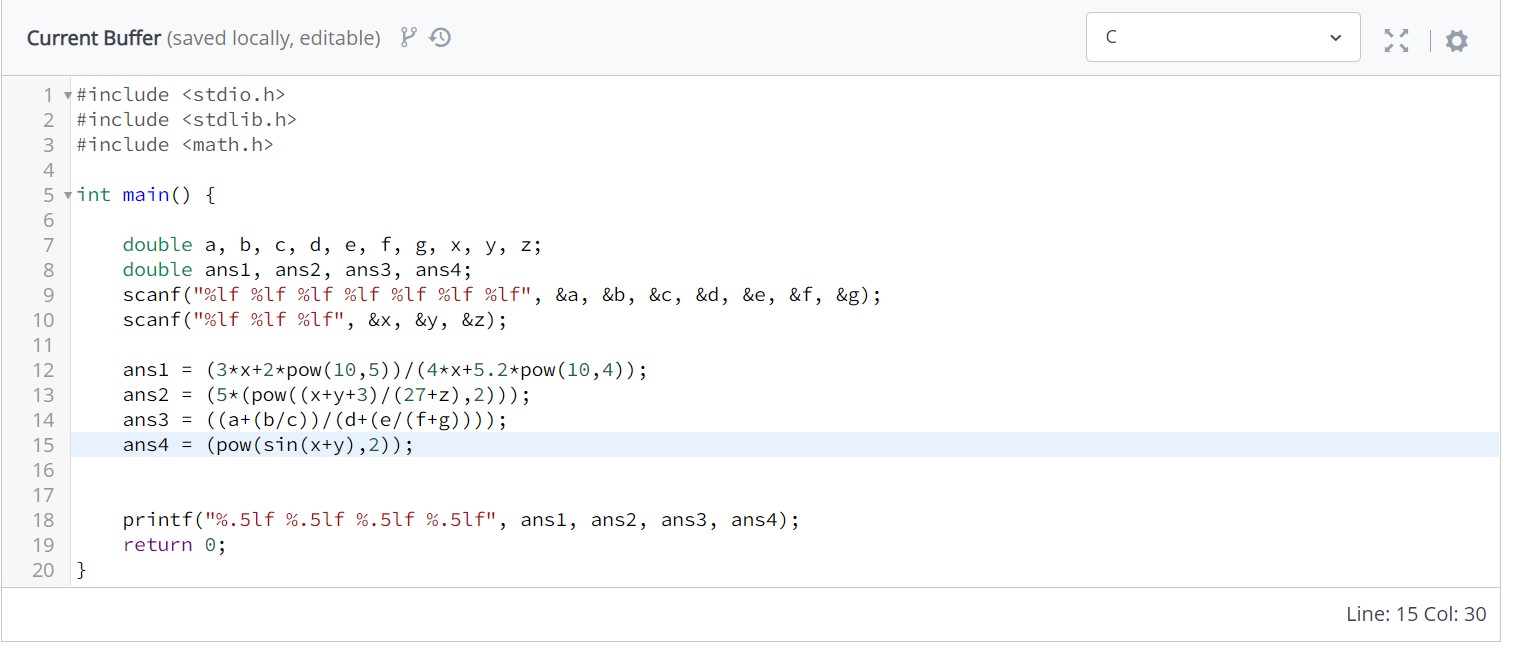 Current Buffer (saved locally, editable)
C
1 #include <stdio.h>
2 #include <stdlib.h>
3 #include <math.h>
4
5 int main() {
6
7     double a, b, c, d, e, f, g, x, y, z;
8     double ans1, ans2, ans3, ans4;
9     scanf("%lf %lf %lf %lf %lf %lf %lf", &a, &b, &c, &d, &e, &f, &g);
10     scanf("%lf %lf %lf", &x, &y, &z);
11
12     ans1 = (3*x+2*pow(10,5))/(4*x+5.2*pow(10,4));
13     ans2 = (5*(pow((x+y+3)/(27+z),2)));
14     ans3 = ((a+(b/c))/(d+(e/(f+g))));
15     ans4 = (pow(sin(x+y),2));
16
17
18     printf("%.5lf %.5lf %.5lf %.5lf", ans1, ans2, ans3, ans4);
19     return 0;
20 }
Line: 15 Col: 30